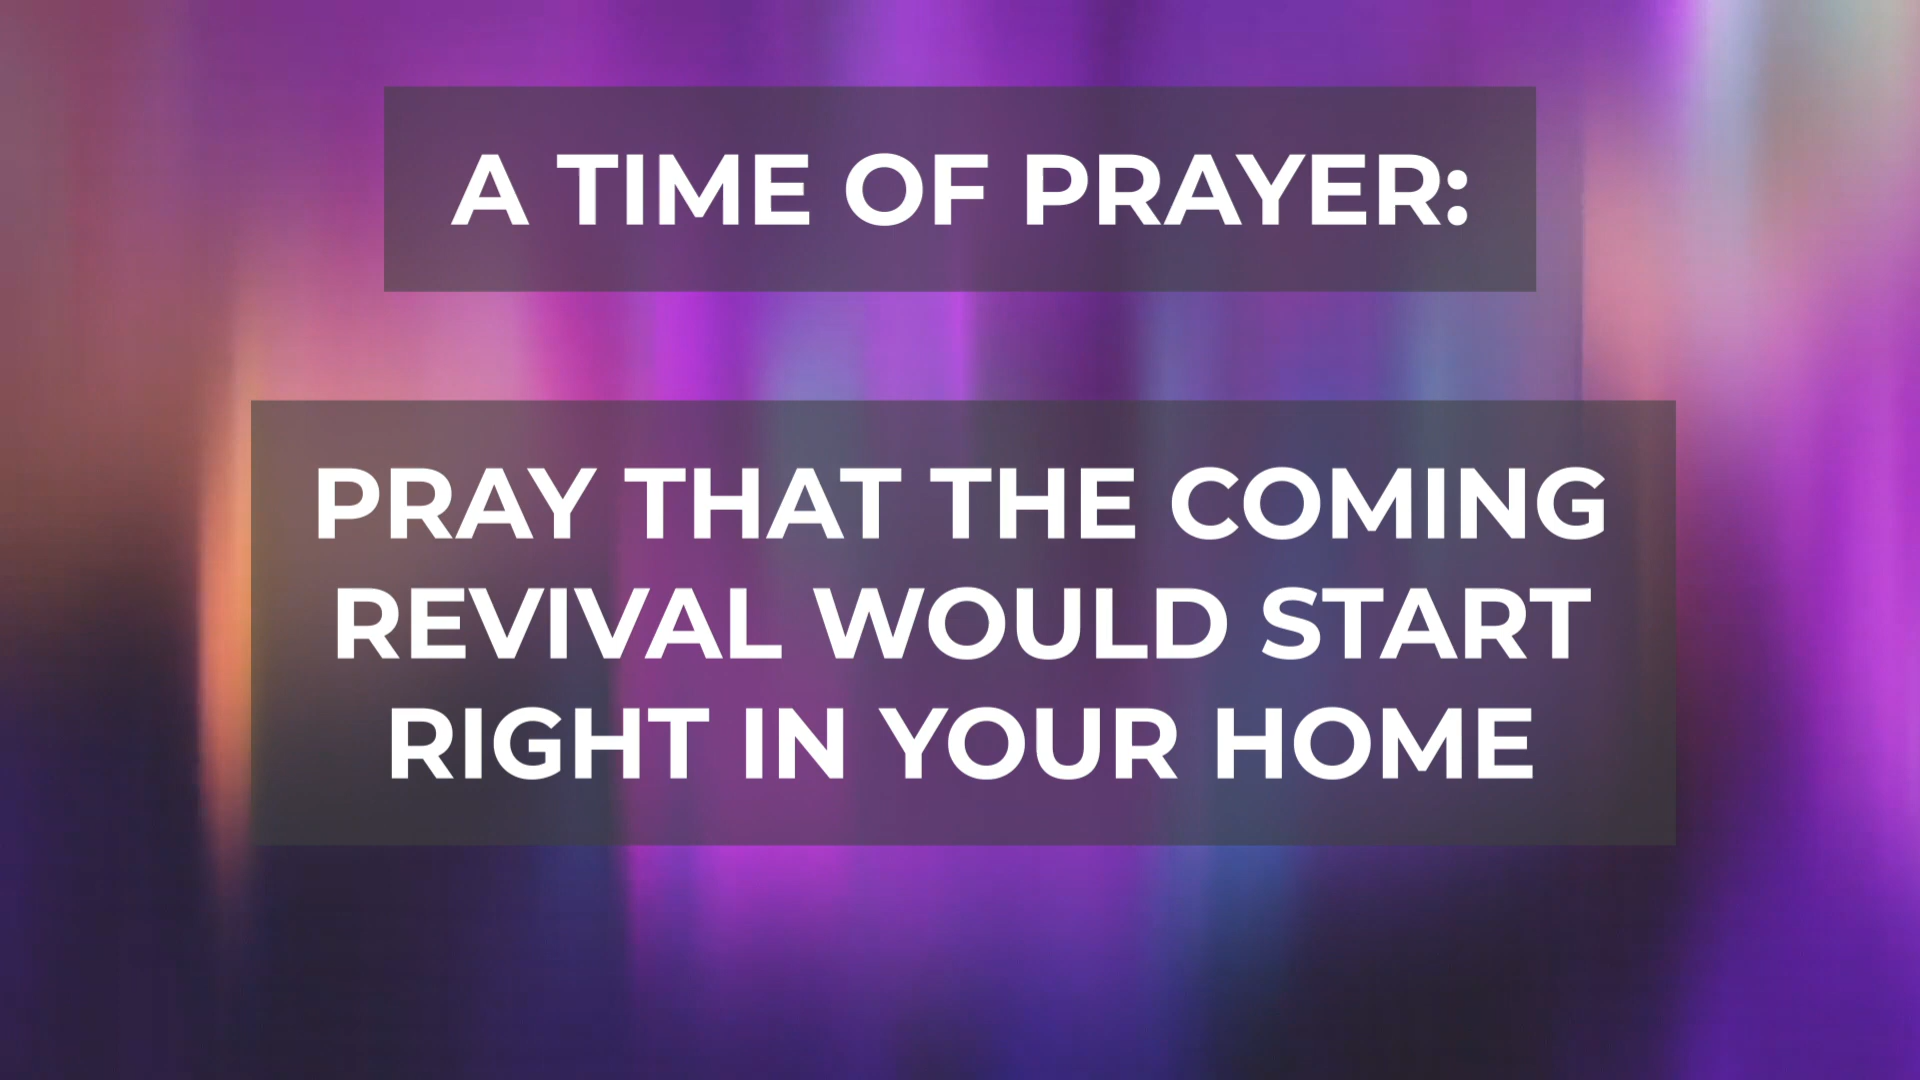 A TIME OF PRAYER:
PRAY THAT THE COMING
REVIVAL WOULD START
RIGHT IN YOUR HOME